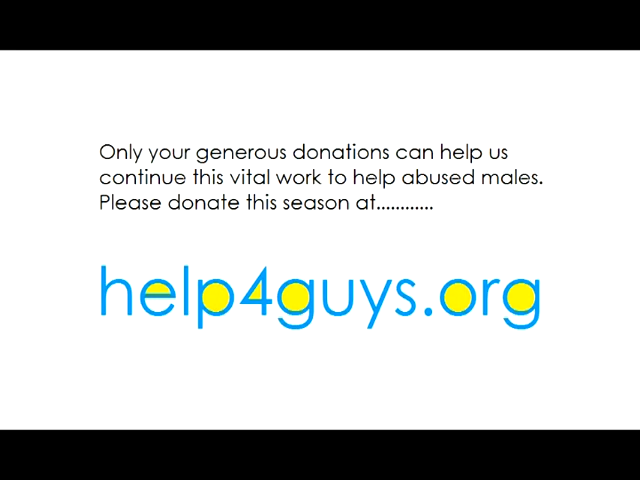 Only your generous donations can help us
continue this vital work to help abused males.
Please donate this season at............
help4guys.org